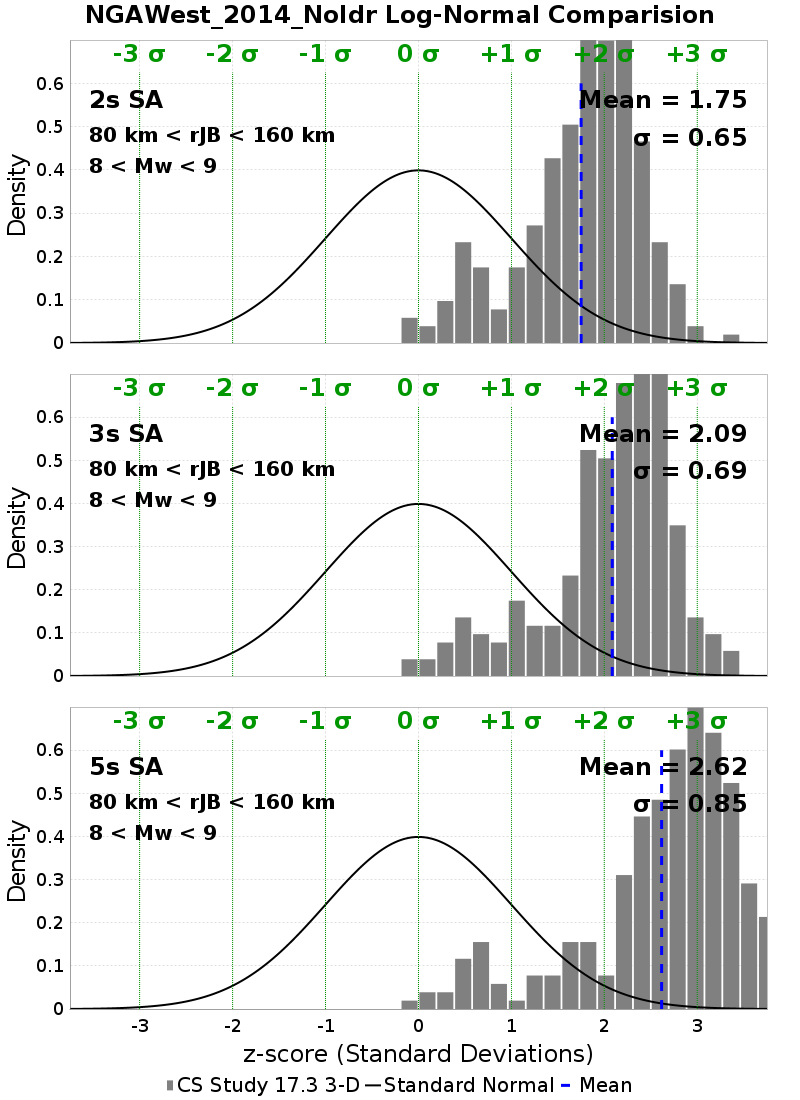 NGAWest_2014_NoIdr Log-Normal Comparision
-3 σ -2 σ -1 σ 0 σ +1 σ +2 σ +3 σ
2s SA
Mean = 1.75
80 km < rJB < 160 km
σ = 0.65
8 < Mw < 9
Density
0.6
0.5
0.4
0.3
0.2
0.1
0
-3 σ -2 σ -1 σ 0 σ +1 σ +2 σ +3 σ
3s SA
Mean = 2.09
80 km < rJB < 160 km
σ = 0.69
8 < Mw < 9
Density
0.6
0.5
0.4
0.3
0.2
0.1
0
-3 σ -2 σ -1 σ 0 σ +1 σ +2 σ +3 σ
5s SA
Mean = 2.62
80 km < rJB < 160 km
σ = 0.85
8 < Mw < 9
Density
0.6
0.5
0.4
0.3
0.2
0.1
0
-3 -2 -1 0 1 2 3
z-score (Standard Deviations)
CS Study 17.3 3-D Standard Normal Mean